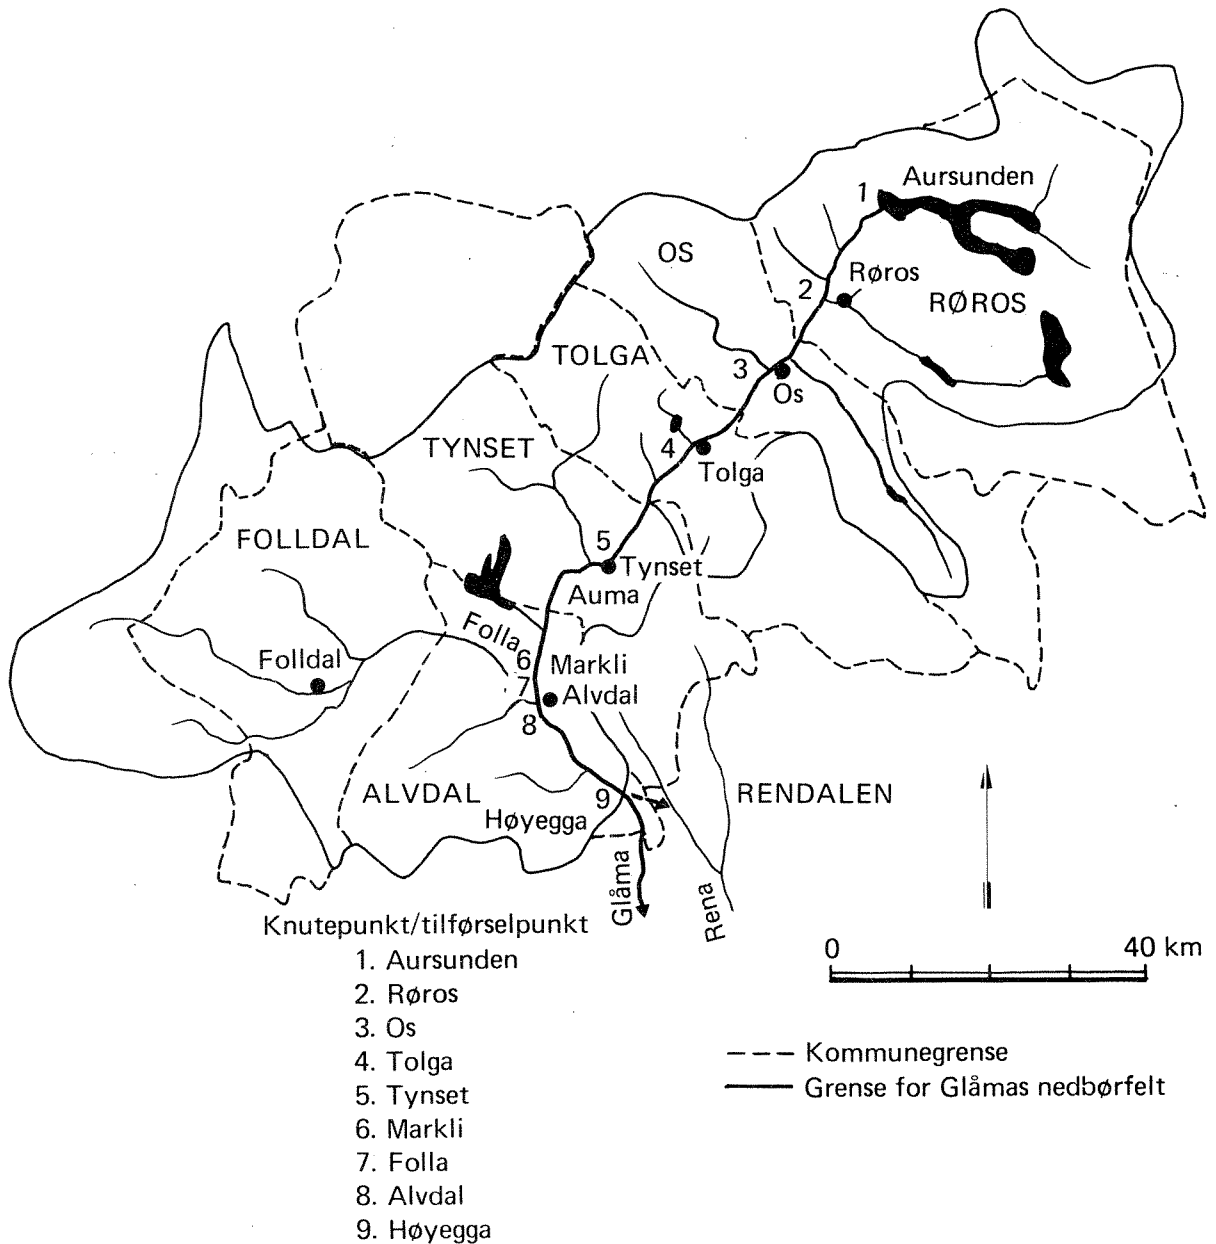 1
Aursunden
OS
2
Røros
RØROS
TOLGA
3
Os
TYNSET
4
Tolga
FOLLDAL
5
Tynset
Auma
Folla
Folldal
6
Markli
7
Alvdal
8
ALVDAL
9
RENDALEN
Høyegga
Glåma
Rena
Knutepunkt/tilførselpunkt
1. Aursunden
2. Røros
3. Os
4. Tolga
5. Tynset
6. Markli
7. Folla
8. Alvdal
9. Høyegga
0 40 km
Kommunegrense
Grense for Glåmas nedbørfelt